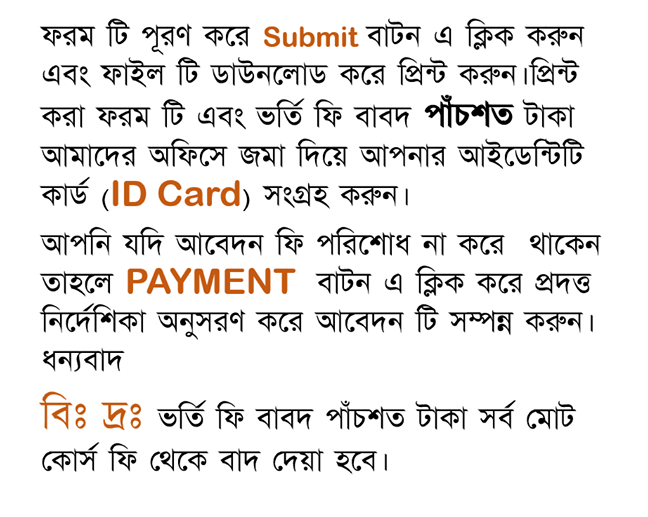 ফরম টি পূরণ করে Submit বাটন এ ক্লিক করুন
এবং ফাইল টি ডাউনলোড করে প্রিন্ট করুন।প্রিন্ট
করা ফরম টি এবং ভর্তি ফি বাবদ পাঁচশত টাকা
আমাদের অফিসে জমা দিয়ে আপনার আইডেন্টিটি
কার্ড (ID Card) সংগ্রহ করুন।
আপনি যদি আবেদন ফি পরিশোধ না করে থাকেন
তাহলে PAYMENT বাটন এ ক্লিক করে প্রদত্ত
নির্দেশিকা অনুসরণ করে আবেদন টি সম্পন্ন করুন।
ধন্যবাদ
বিঃ দ্রঃ ভর্তি ফি বাবদ পাঁচশত টাকা সর্ব মোট
কোর্স ফি থেকে বাদ দেয়া হবে।